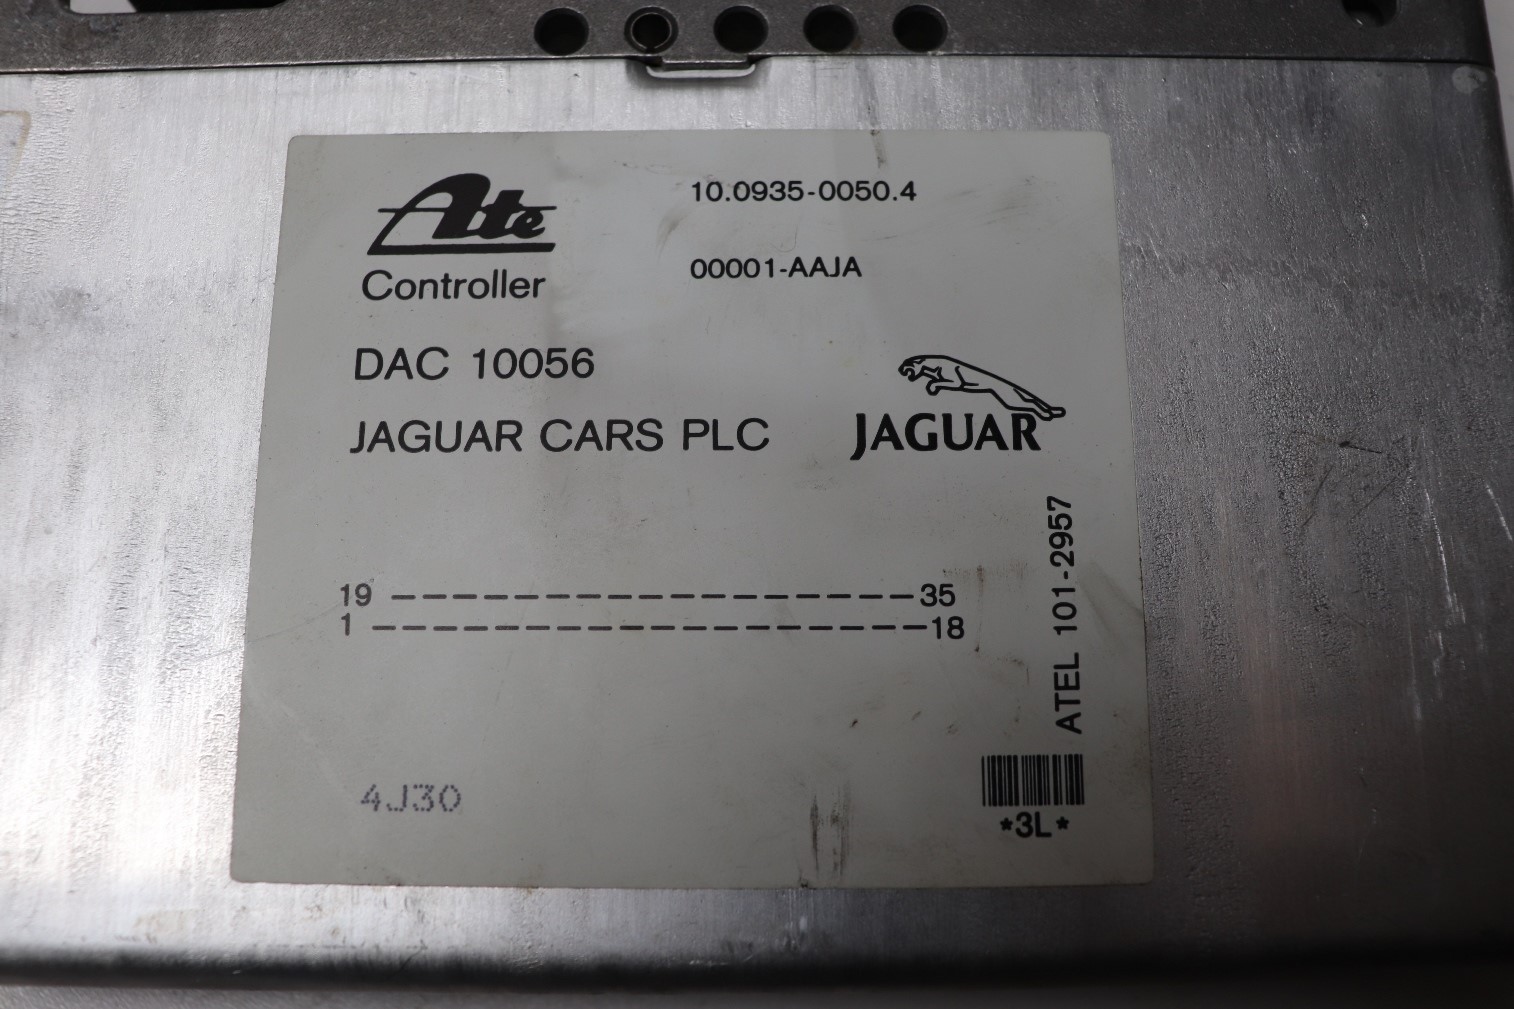 Ate
10.0935-0050.4
Controller
00001-AAJA
DAC 10056
JAGUAR CARS PLC
JAGUAR
19 ----------------- 35
1 ------------------ 18
ATEL 101-2957
4J30
*3L*